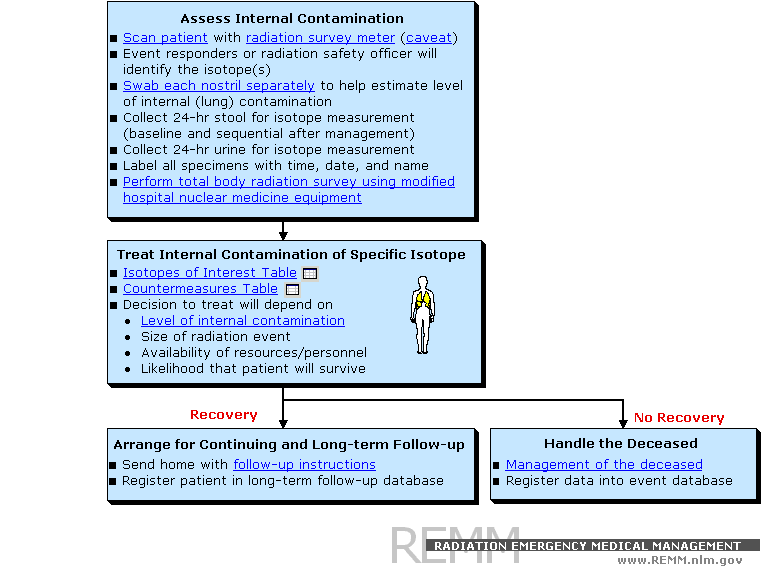 Assess Internal Contamination
■ Scan patient with radiation survey meter (caveat)
■ Event responders or radiation safety officer will
identify the isotope(s)
■ Swab each nostril separately to help estimate level
of internal (lung) contamination
■ Collect 24-hr stool for isotope measurement
(baseline and sequential after management)
■ Collect 24-hr urine for isotope measurement
■ Label all specimens with time, date, and name
■ Perform total body radiation survey using modified
hospital nuclear medicine equipment
Treat Internal Contamination of Specific Isotope
■ Isotopes of Interest Table
■ Countermeasures Table
■ Decision to treat will depend on
• Level of internal contamination
• Size of radiation event
• Availability of resources/personnel
• Likelihood that patient will survive
Recovery
No Recovery
Arrange for Continuing and Long-term Follow-up
■ Send home with follow-up instructions
■ Register patient in long-term follow-up database
Handle the Deceased
■ Management of the deceased
■ Register data into event database
REMM
RADIATION EMERGENCY MEDICAL MANAGEMENT
www.REMM.nlm.gov